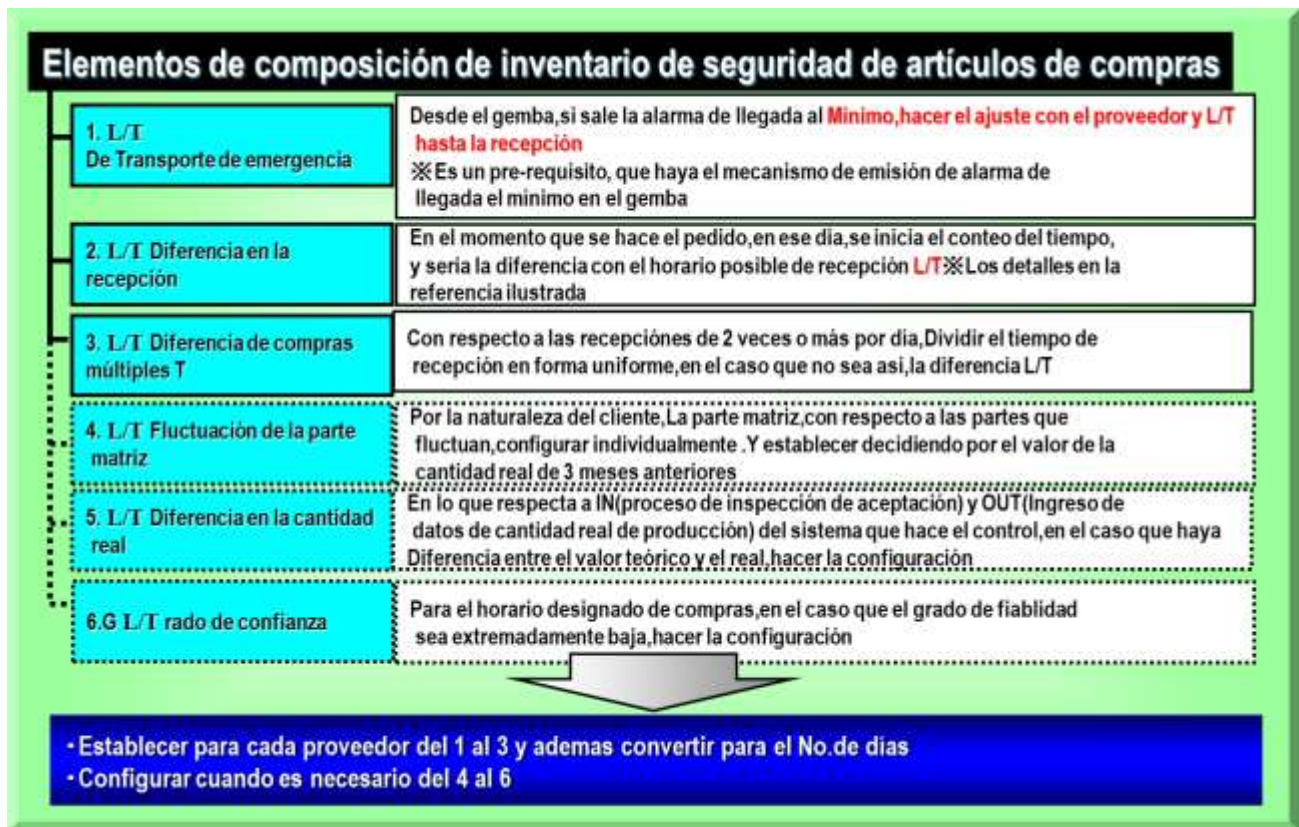 Elementos de composición de inventario de seguridad de artículos de compras
1. L/T
De Transporte de emergencia
Desde el gemba,si sale la alarma de llegada al Minimo,hacer el ajuste con el proveedor y L/T
hasta la recepción
※Es un pre-requisito, que haya el mecanismo de emisión de alarma de
llegada el minimo en el gemba
2. L/T Diferencia en la
recepción
En el momento que se hace el pedido,en ese dia,se inicia el conteo del tiempo,
y seria la diferencia con el horario posible de recepción L/T※Los detalles en la
referencia ilustrada
3. L/T Diferencia de compras
múltiples T
Con respecto a las recepciónes de 2 veces o más por dia,Dividir el tiempo de
recepción en forma uniforme,en el caso que no sea asi,la diferencia L/T
4. L/T Fluctuación de la parte
matriz
Por la naturaleza del cliente,La parte matriz,con respecto a las partes que
fluctuan,configurar individualmente .Y establecer decidiendo por el valor de la
cantidad real de 3 meses anteriores
5. L/T Diferencia en la cantidad
real
En lo que respecta a IN(proceso de inspección de aceptación) y OUT(Ingreso de
datos de cantidad real de producción) del sistema que hace el control,en el caso que haya
Diferencia entre el valor teórico y el real,hacer la configuración
6.G L/T rado de confianza
Para el horario designado de compras,en el caso que el grado de fiablidad
sea extremadamente baja,hacer la configuración
・Establecer para cada proveedor del 1 al 3 y ademas convertir para el No.de días
・Configurar cuando es necesario del 4 al 6